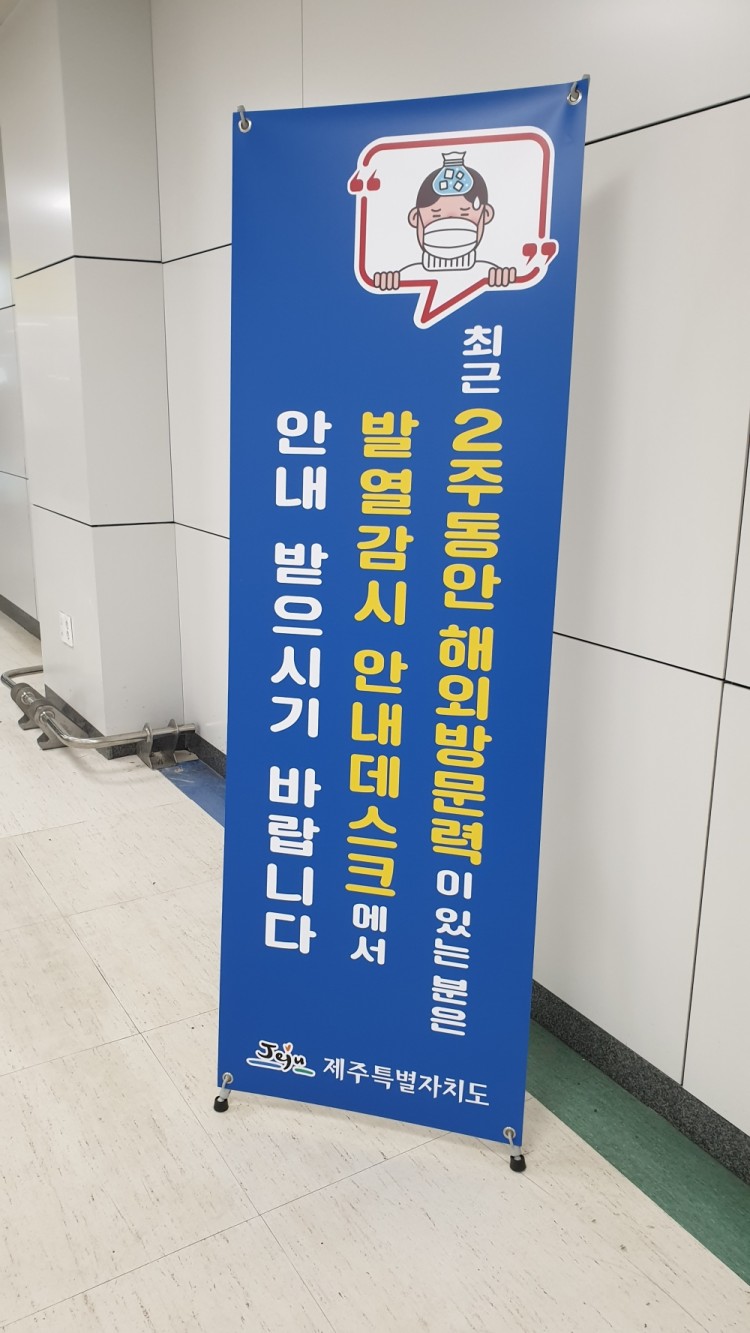 최근 2주동안 해외방문력이 있는 분은
발열감시 안내데스크에서
안내 받으시기 바랍니다
Jeju 제주특별자치도